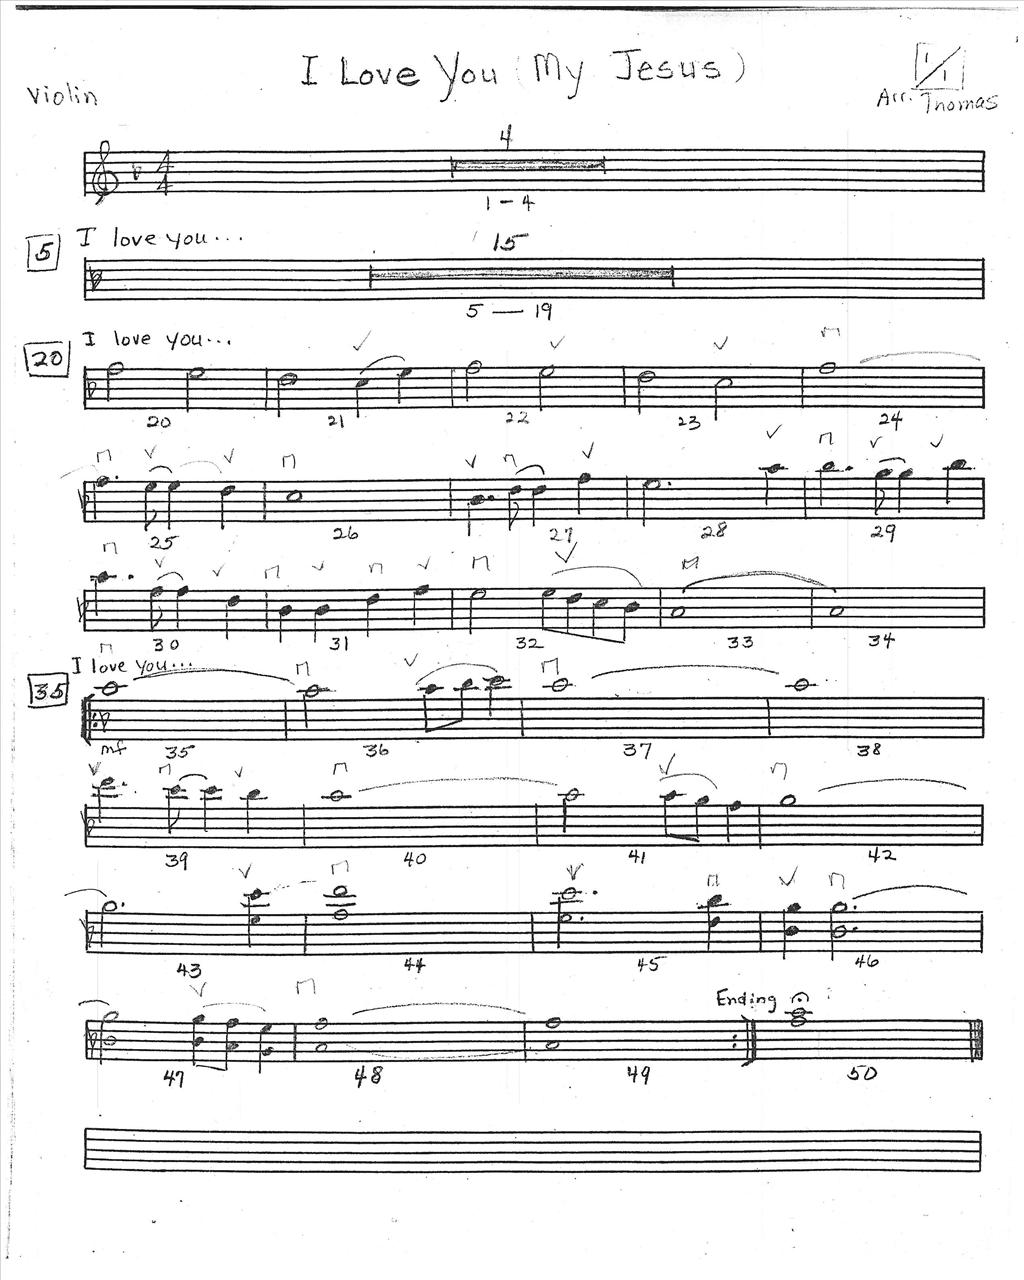 I Love You (My Jesus)
1/1
Violin
Arr. Thomas
4
4
4
1 - 4
5
I love you...
15
5 — 19
20
I love you...
20 21 22 23 24
25 26 27 28 29
30 31 32 33 34
35
I love you...
mf
35 36 37 38
39 40 41 42
43 44 45 46
Ending
47 48 49 50